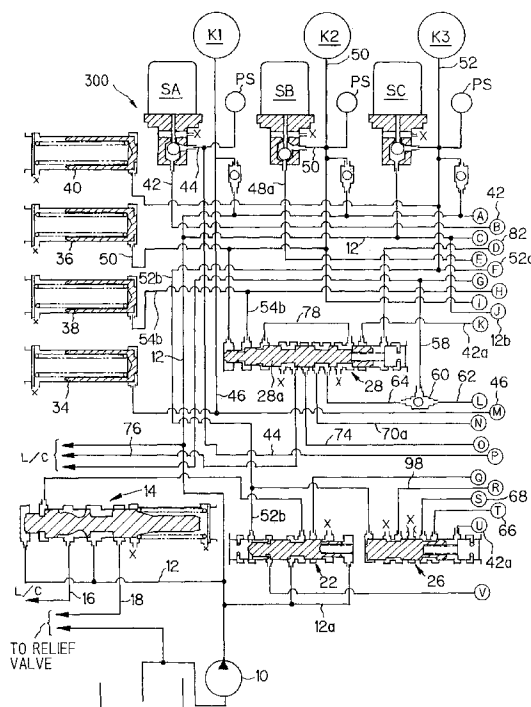 K1
K2
K3
50
52
PS
PS
PS
SA
SB
SC
300
x
x
x
50
40
42
44
48a
x
A
42
B
36
12
C
82
D
E
52c
50
52b
F
G
H
38
54b
78
I
J
54b
12
K
12b
42a
58
34
28a
x
x
28
64
60
62
L
46
46
M
N
70a
74
O
76
44
P
L/C
14
Q
98
R
52b
x
S
68
T
x
x
x
U
66
42a
12
22
26
L/C
16
18
V
12a
TO RELIEF
VALVE
10